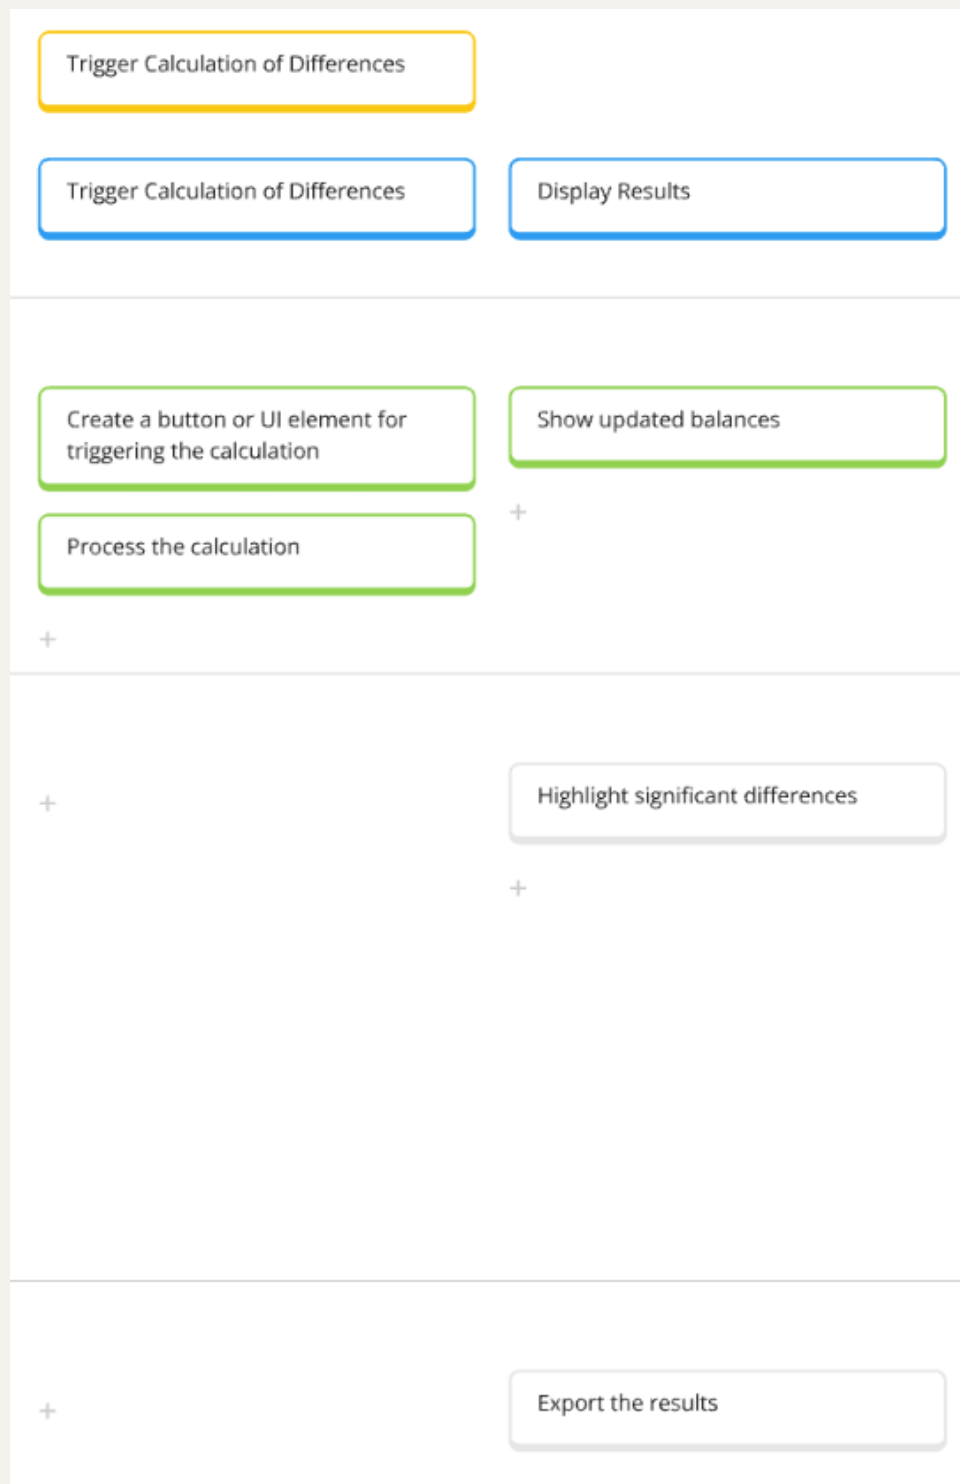 Trigger Calculation of Differences
Trigger Calculation of Differences
Display Results
Create a button or UI element for
triggering the calculation
Show updated balances
+
Process the calculation
+
+
Highlight significant differences
+
+
Export the results